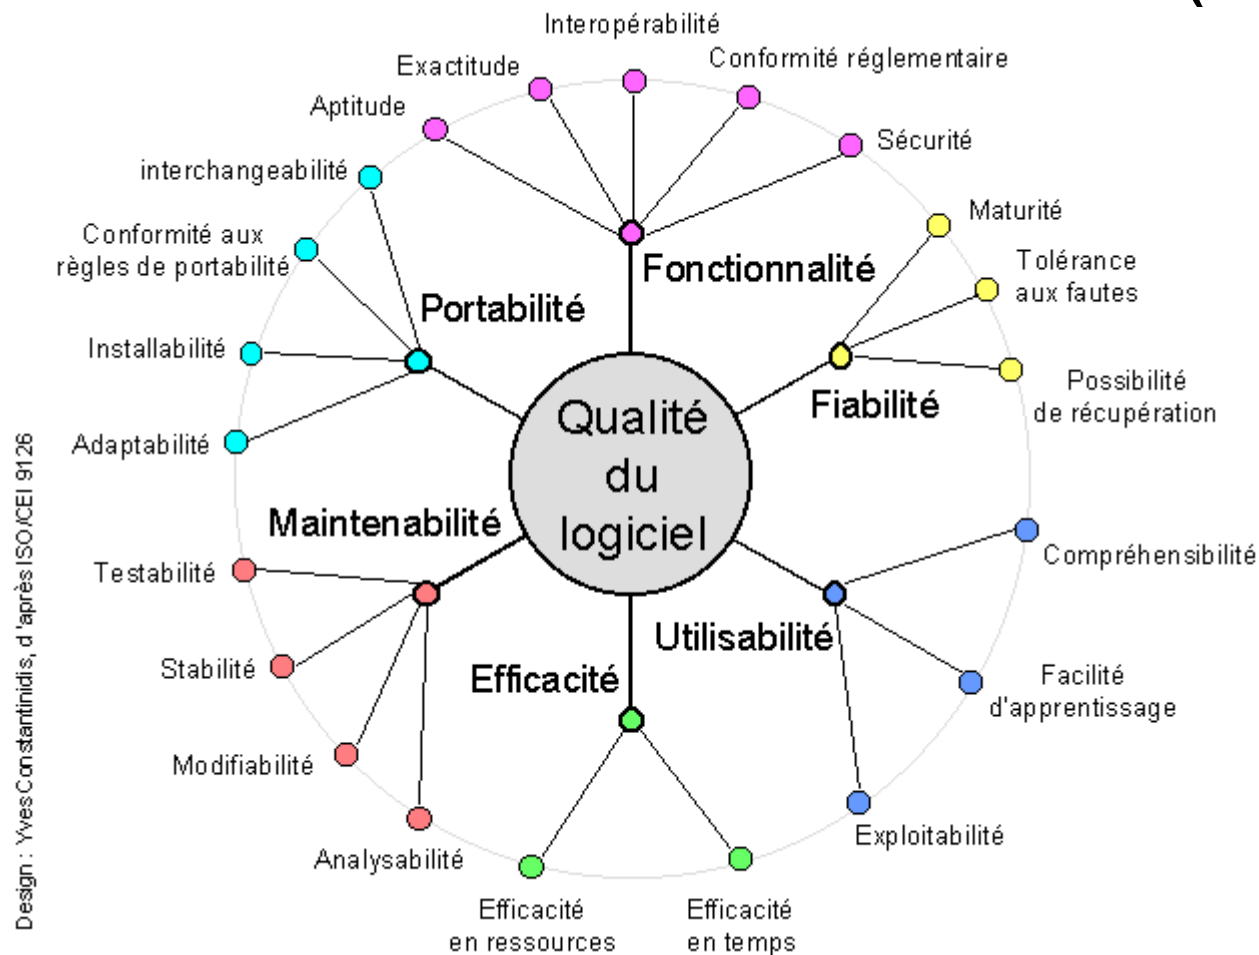 Interopérabilité
Exactitude
Conformité réglementaire
Aptitude
Sécurité
interchangeabilité
Maturité
Conformité aux
règles de portabilité
Tolérance
aux fautes
Fonctionnalité
Portabilité
Installabilité
Possibilité
de récupération
Fiabilité
Qualité
du
logiciel
Adaptabilité
Maintenabilité
Compréhensibilité
Testabilité
Utilisabilité
Stabilité
Efficacité
Facilité
d'apprentissage
Modifiabilité
Exploitabilité
Analysabilité
Efficacité
en ressources
Efficacité
en temps
Design : Yves Constantinidis, d'après ISO/CEI 9126